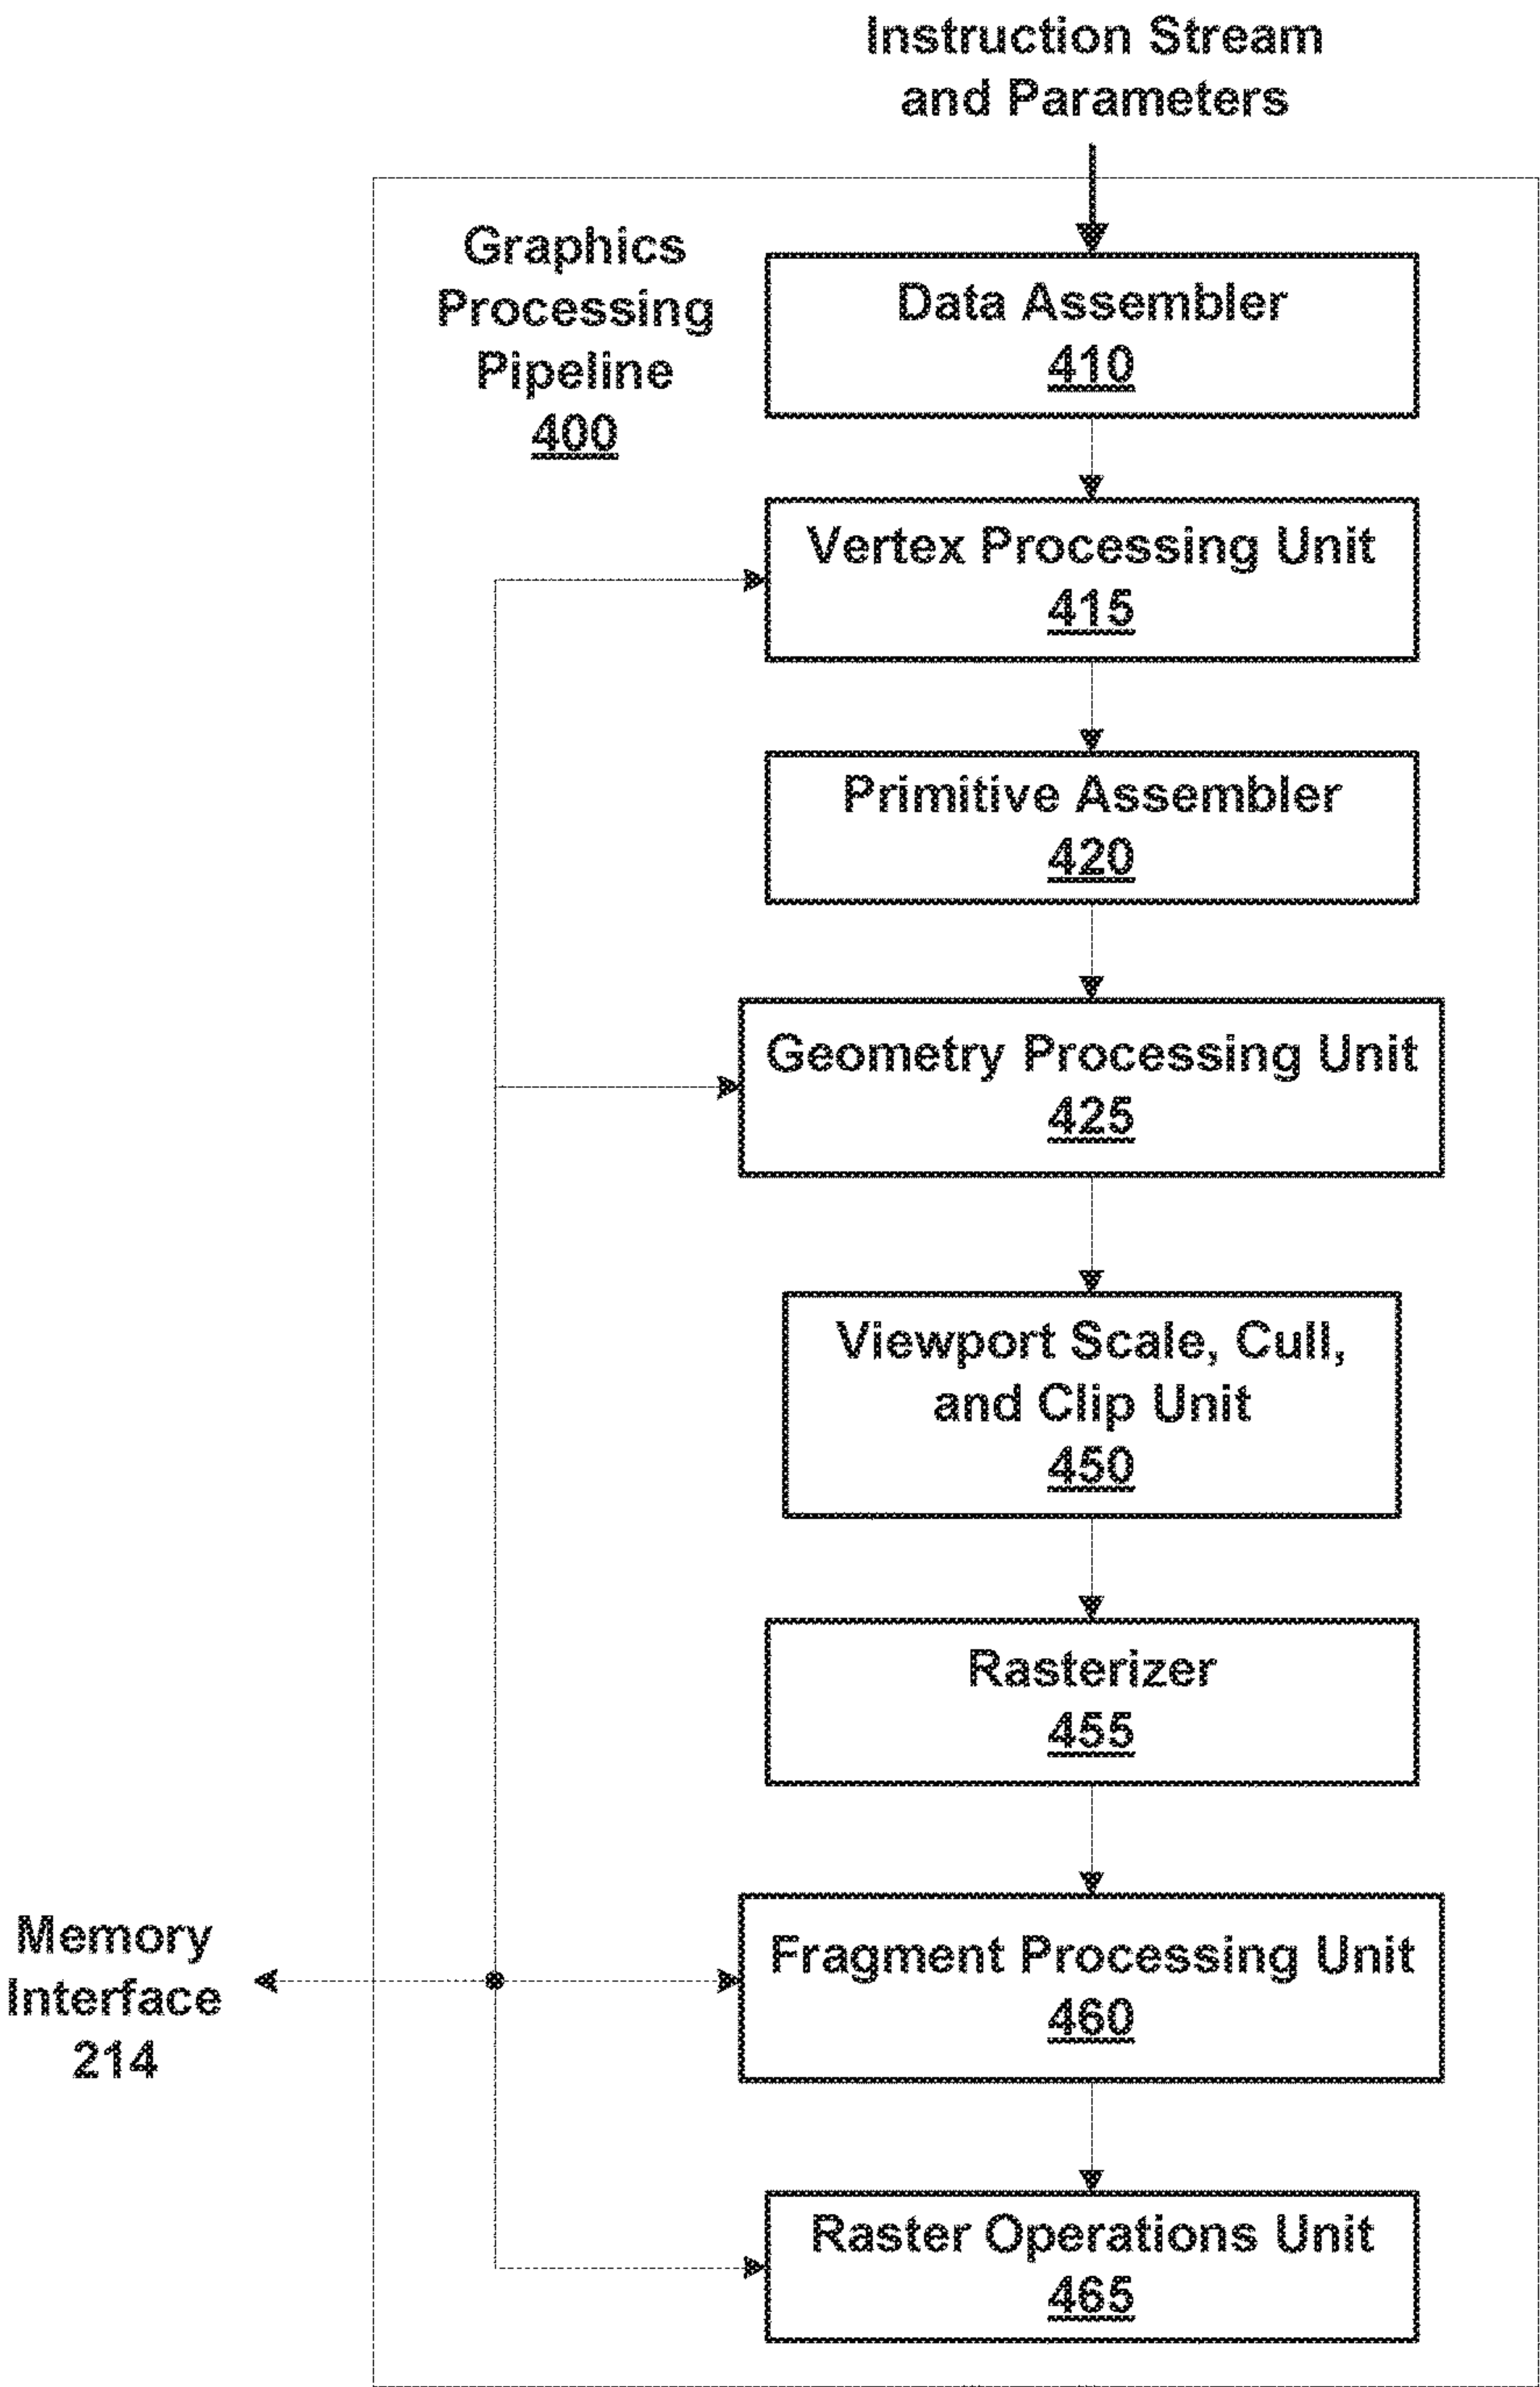 Instruction Stream
and Parameters
Graphics
Processing
Pipeline
400
Data Assembler
410
Vertex Processing Unit
415
Primitive Assembler
420
Geometry Processing Unit
425
Viewport Scale, Cull,
and Clip Unit
450
Rasterizer
455
Memory
Interface
214
Fragment Processing Unit
460
Raster Operations Unit
465